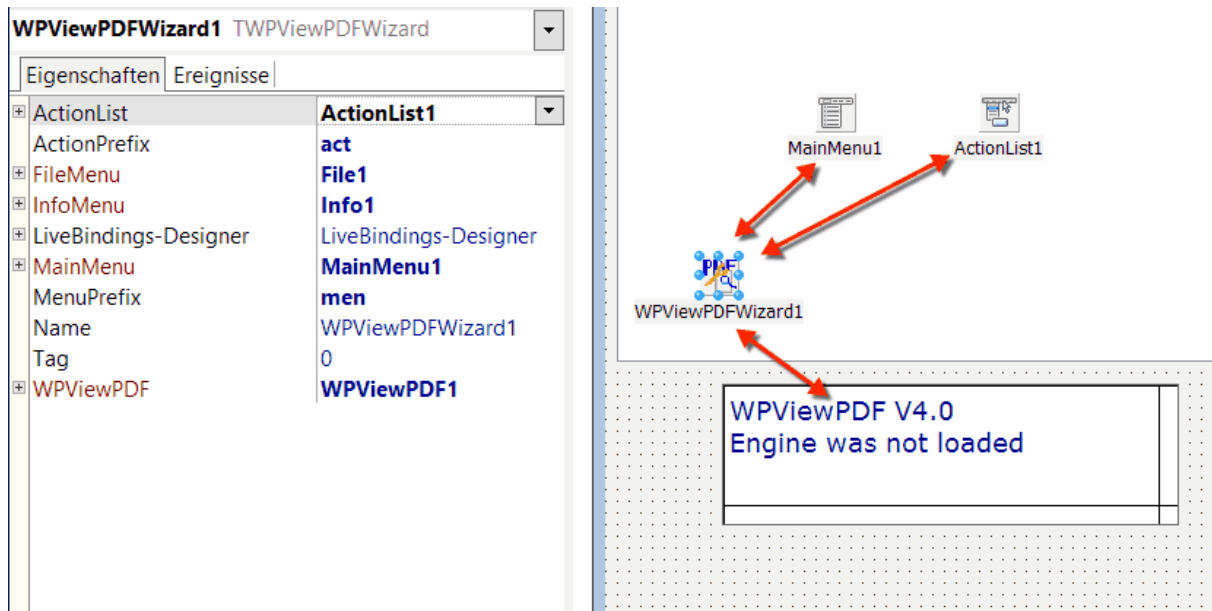 WPViewPDFWizard1 TWPViewPDFWizard
Eigenschaften Ereignisse
ActionList ActionList1
ActionPrefix act
FileMenu File1
InfoMenu Info1
LiveBindings-Designer LiveBindings-Designer
MainMenu MainMenu1
MenuPrefix men
Name WPViewPDFWizard1
Tag 0
WPViewPDF WPViewPDF1
MainMenu1 ActionList1
PDF
WPViewPDFWizard1
WPViewPDF V4.0
Engine was not loaded